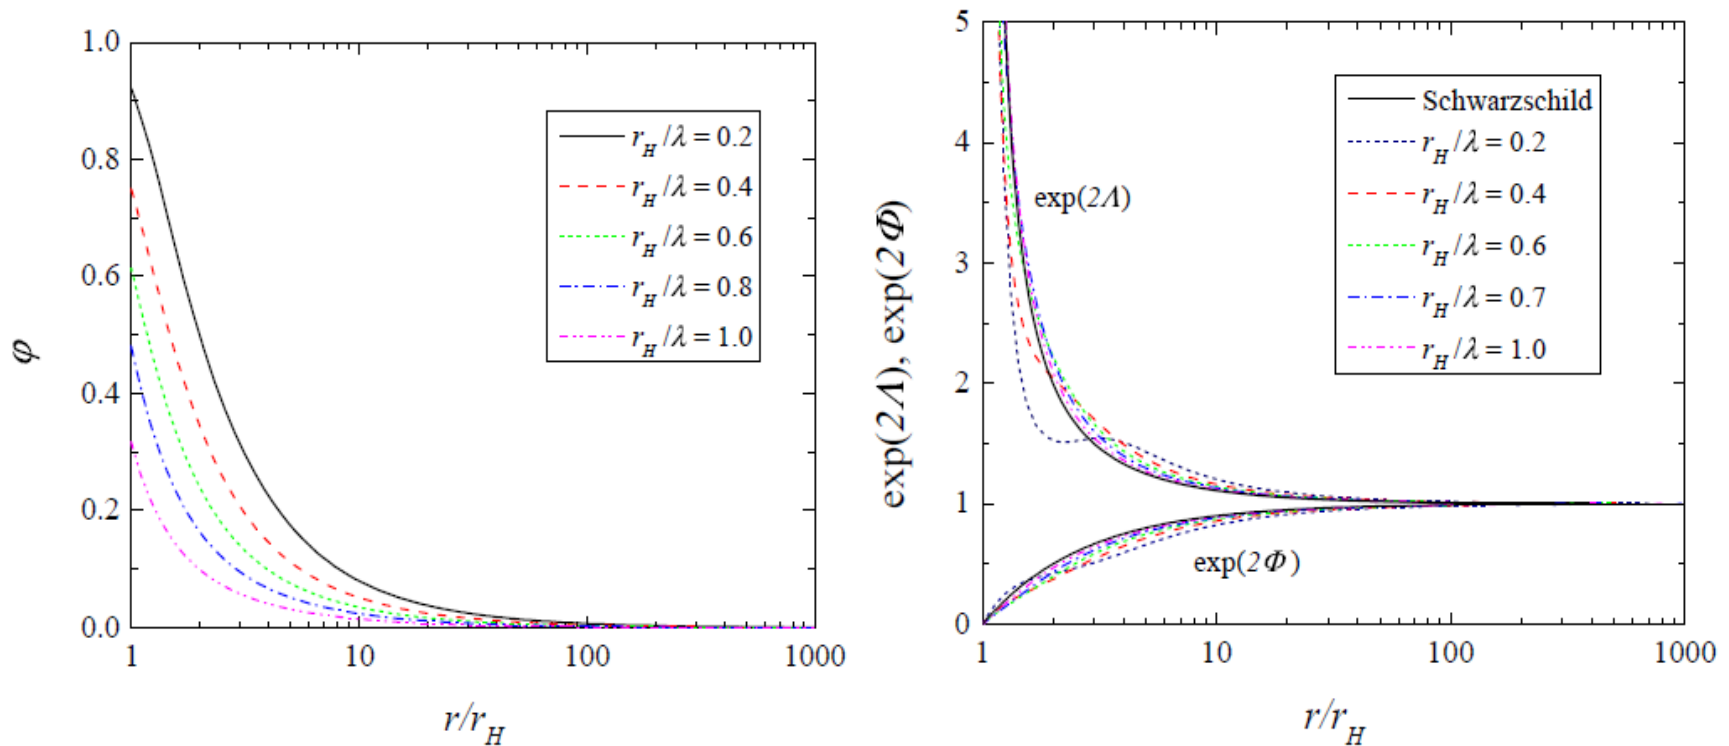 1.0
0.8
0.6
0.4
0.2
0.0
φ
1 10 100 1000
r/r_H
r_H/λ = 0.2
r_H/λ = 0.4
r_H/λ = 0.6
r_H/λ = 0.8
r_H/λ = 1.0
5
4
3
2
1
0
exp(2Λ), exp(2Φ)
1 10 100 1000
r/r_H
Schwarzschild
r_H/λ = 0.2
r_H/λ = 0.4
r_H/λ = 0.6
r_H/λ = 0.7
r_H/λ = 1.0
exp(2Λ)
exp(2Φ)